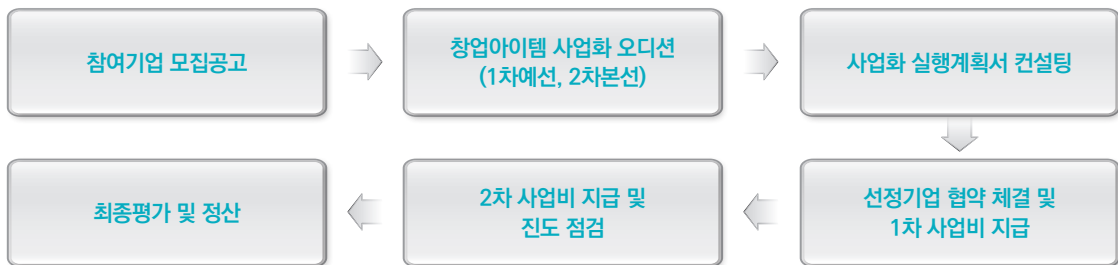 참여기업 모집공고
창업아이템 사업화 오디션
(1차예선, 2차본선)
사업화 실행계획서 컨설팅
선정기업 협약 체결 및
1차 사업비 지급
2차 사업비 지급 및
진도 점검
최종평가 및 정산